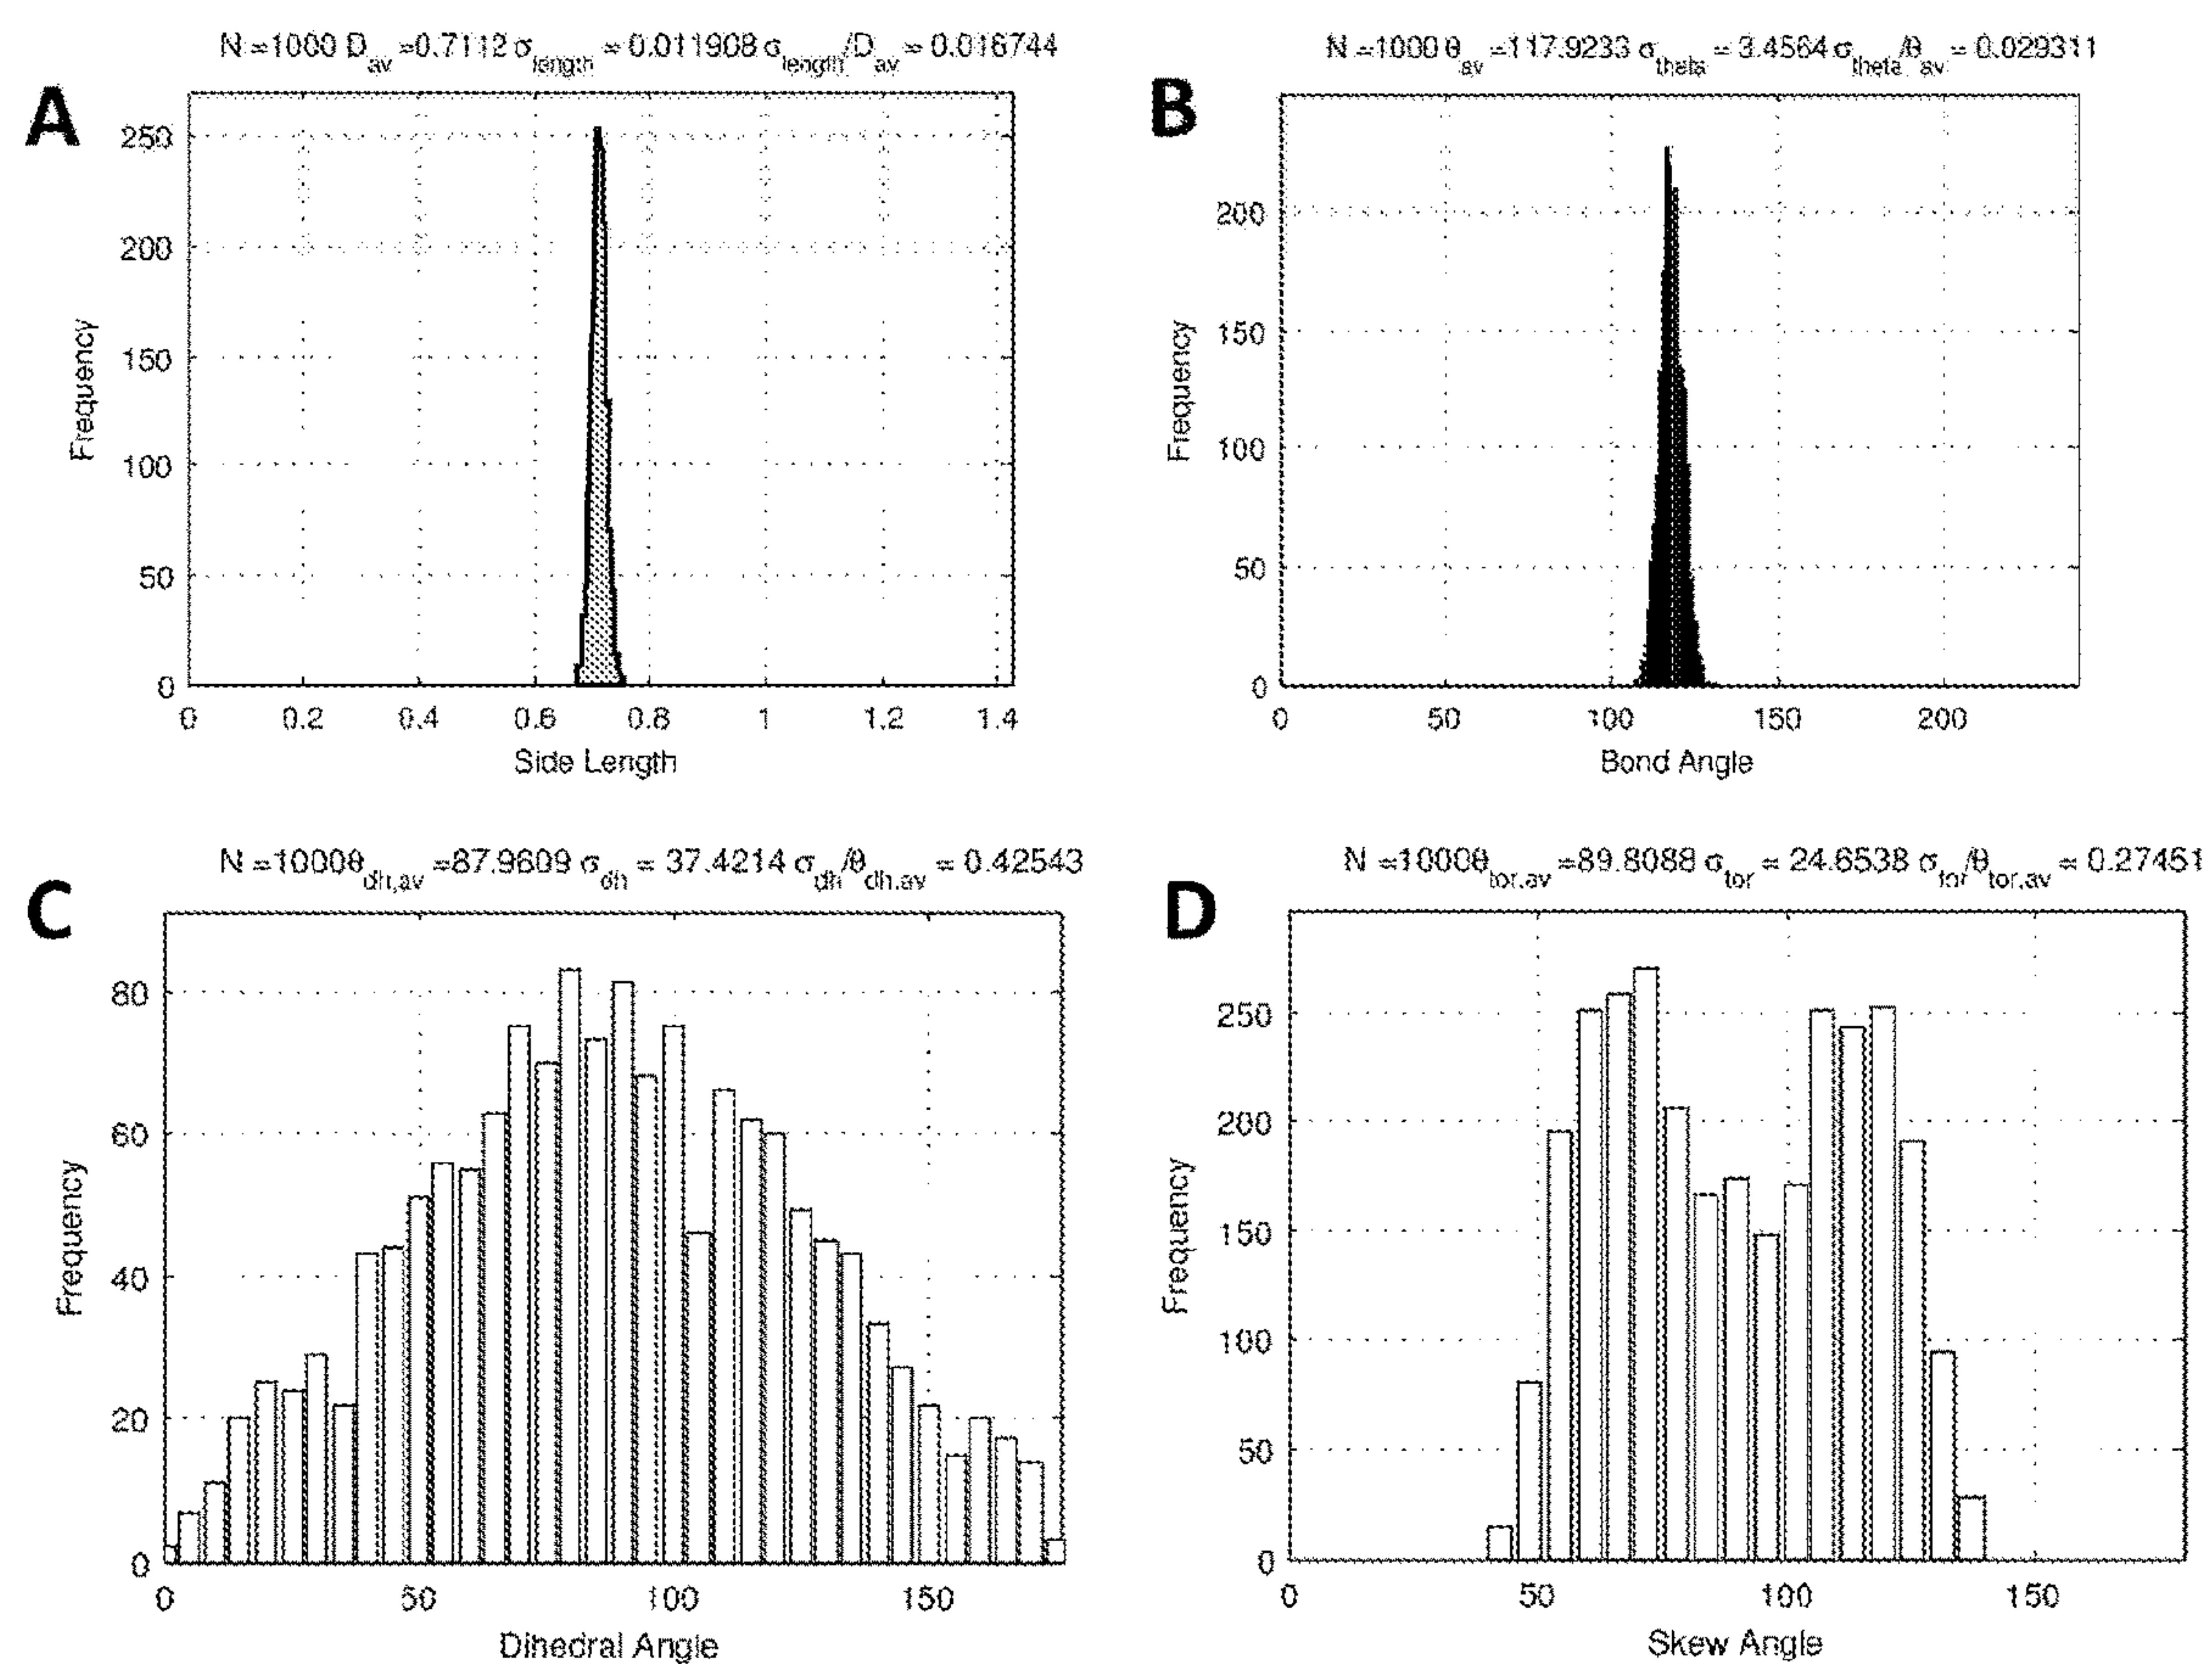 N =1000 D_av =0.7112 σ_length = 0.011908 σ_length/D_av = 0.016744
A
250
200
150
100
50
0
Frequency
0 0.2 0.4 0.6 0.8 1 1.2 1.4
Side Length
N =1000 θ_av =117.9233 σ_theta = 3.4564 σ_theta/θ_av = 0.029311
B
200
150
100
50
0
Frequency
0 50 100 150 200
Bond Angle
N =1000θ_dh,av =87.9609 σ_dh = 37.4214 σ_dh/θ_dh,av = 0.42543
C
80
60
40
20
0
Frequency
0 50 100 150
Dihedral Angle
N =1000θ_tor,av =89.8088 σ_tor = 24.6538 σ_tor/θ_tor,av = 0.27451
D
250
200
150
100
50
0
Frequency
0 50 100 150
Skew Angle